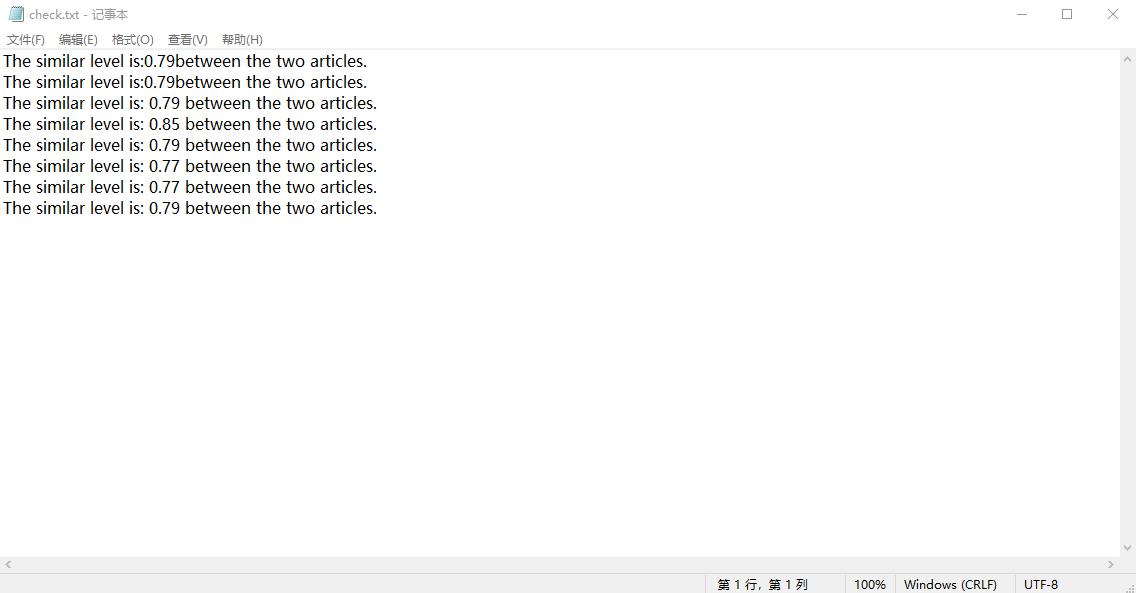 check.txt - 记事本
文件(F) 编辑(E) 格式(O) 查看(V) 帮助(H)
The similar level is:0.79between the two articles.
The similar level is:0.79between the two articles.
The similar level is: 0.79 between the two articles.
The similar level is: 0.85 between the two articles.
The similar level is: 0.79 between the two articles.
The similar level is: 0.77 between the two articles.
The similar level is: 0.77 between the two articles.
The similar level is: 0.79 between the two articles.
第 1 行，第 1 列 100% Windows (CRLF) UTF-8